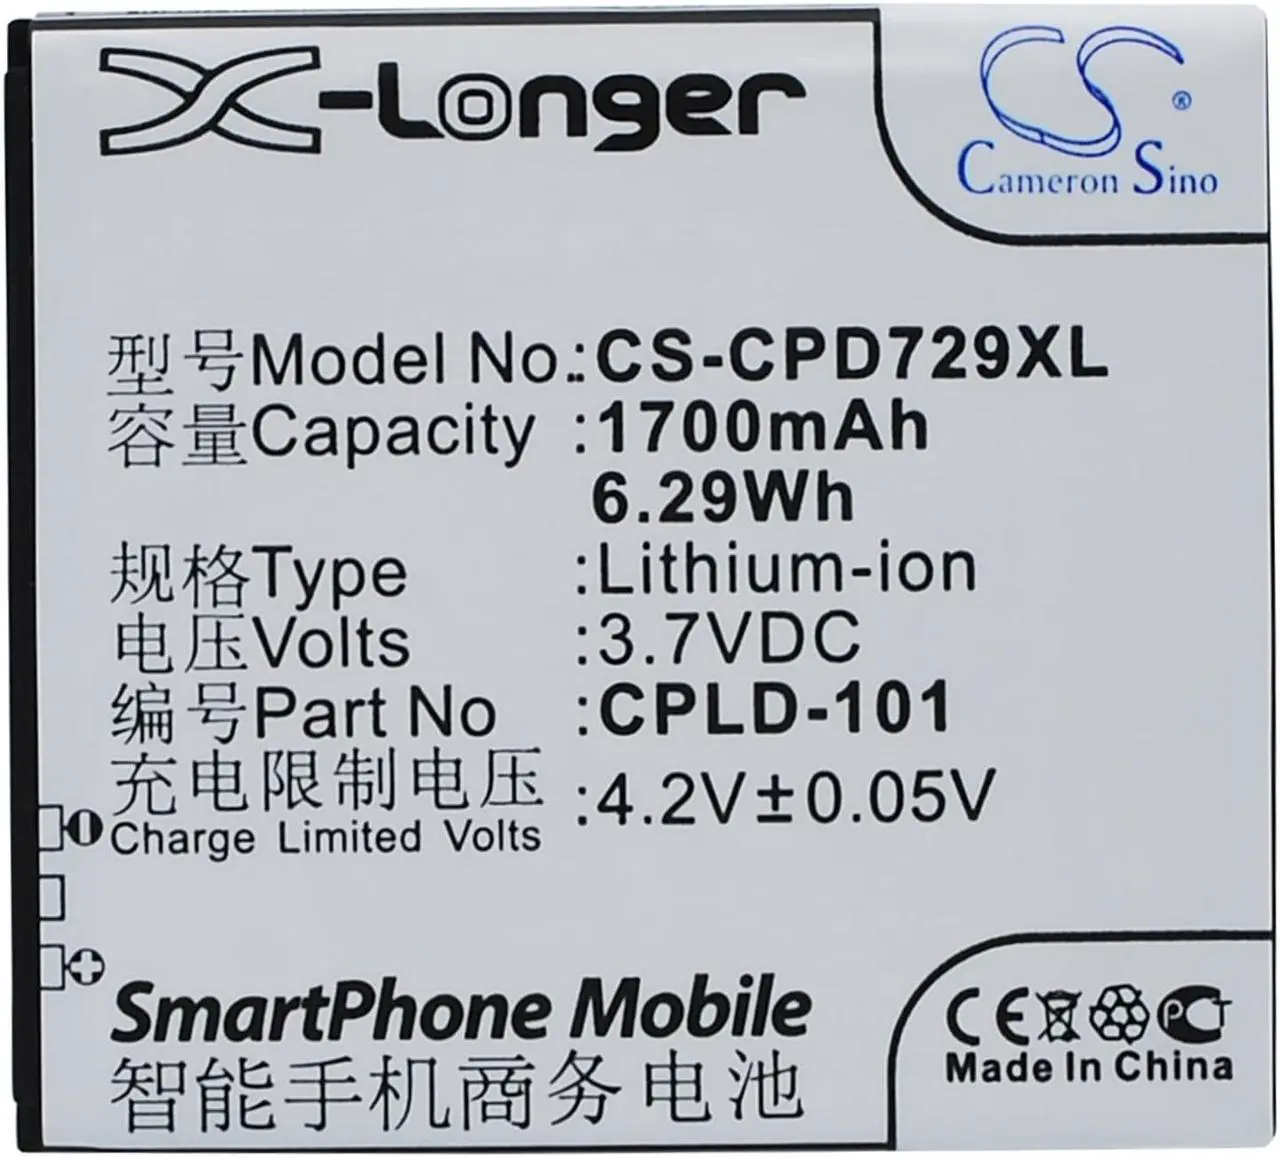 X-Longer
CS®
Cameron Sino
型号Model No.:CS-CPD729XL
容量Capacity :1700mAh
6.29Wh
规格Type :Lithium-ion
电压Volts :3.7VDC
编号Part No :CPLD-101
充电限制电压 :4.2V±0.05V
Charge Limited Volts
SmartPhone Mobile
智能手机商务电池
CE PCT
Made In China